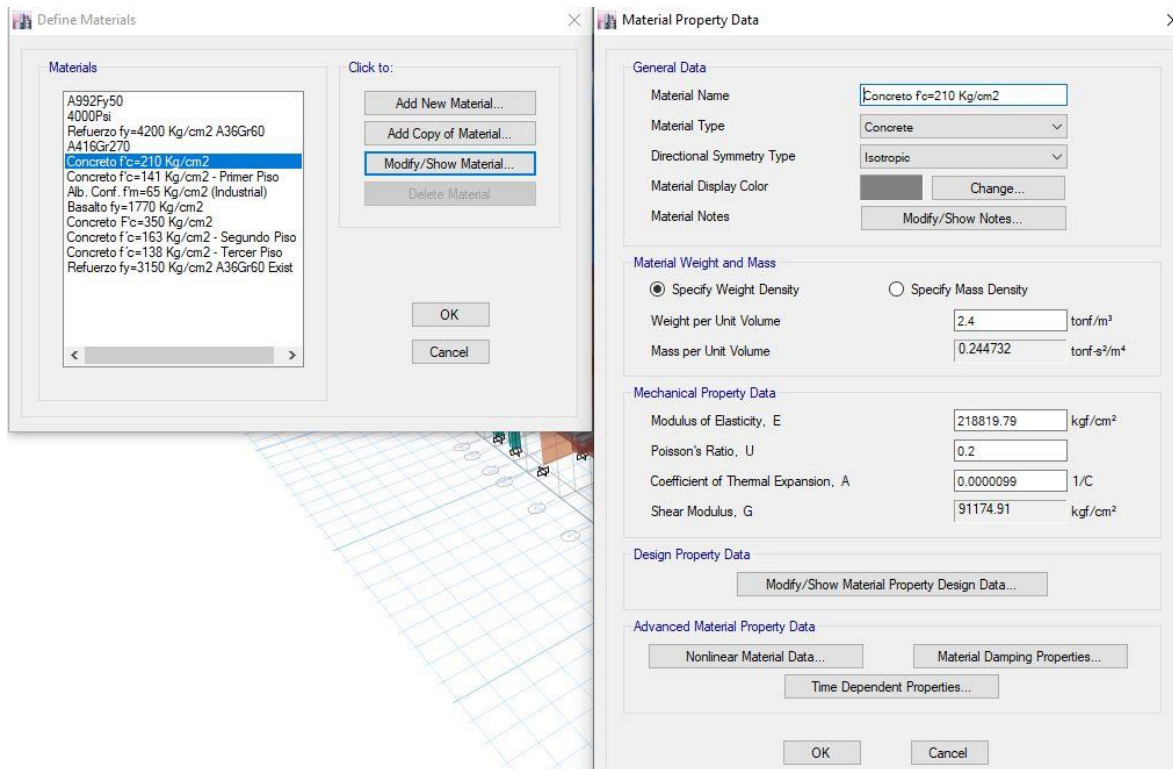 Define Materials
Materials
A992Fy50
4000Psi
Refuerzo fy=4200 Kg/cm2 A36Gr60
A416Gr270
Concreto f'c=210 Kg/cm2
Concreto f'c=141 Kg/cm2 - Primer Piso
Alb. Conf. f'm=65 Kg/cm2 (Industrial)
Basalto fy=1770 Kg/cm2
Concreto F'c=350 Kg/cm2
Concreto f´c=163 Kg/cm2 - Segundo Piso
Concreto f´c=138 Kg/cm2 - Tercer Piso
Refuerzo fy=3150 Kg/cm2 A36Gr60 Exist
Click to:
Add New Material...
Add Copy of Material...
Modify/Show Material...
Delete Material
OK
Cancel
Material Property Data
General Data
Material Name Concreto f'c=210 Kg/cm2
Material Type Concrete
Directional Symmetry Type Isotropic
Material Display Color Change...
Material Notes Modify/Show Notes...
Material Weight and Mass
Specify Weight Density Specify Mass Density
Weight per Unit Volume 2.4 tonf/m³
Mass per Unit Volume 0.244732 tonf-s²/m⁴
Mechanical Property Data
Modulus of Elasticity, E 218819.79 kgf/cm²
Poisson's Ratio, U 0.2
Coefficient of Thermal Expansion, A 0.0000099 1/C
Shear Modulus, G 91174.91 kgf/cm²
Design Property Data
Modify/Show Material Property Design Data...
Advanced Material Property Data
Nonlinear Material Data... Material Damping Properties...
Time Dependent Properties...
OK Cancel